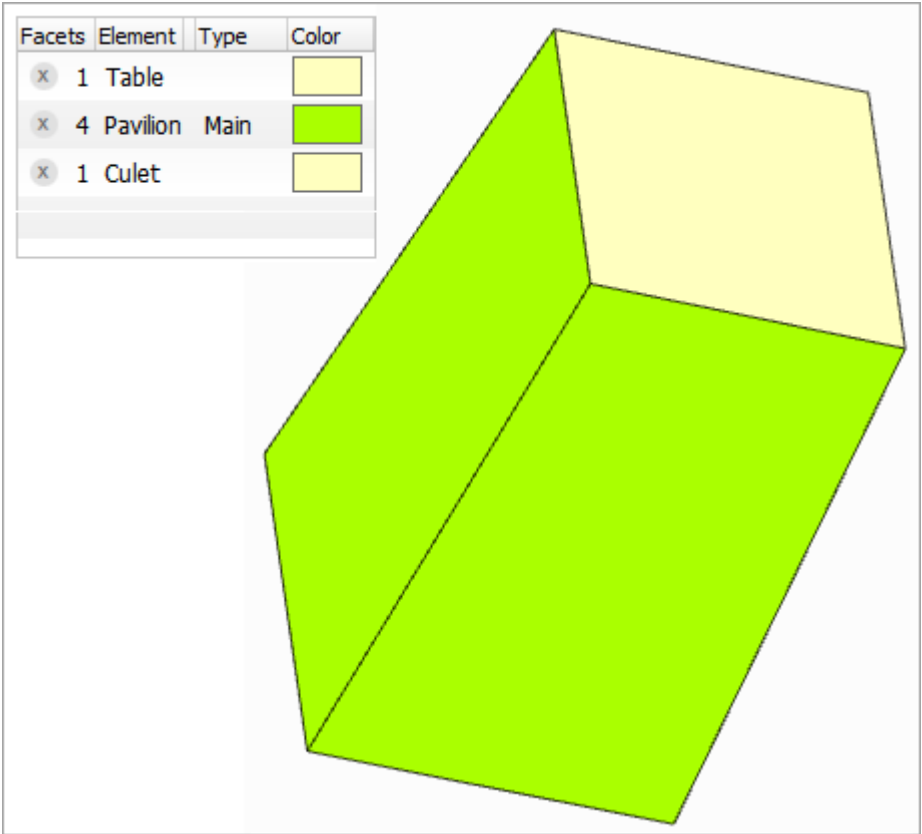 Facets Element Type Color
x 1 Table
x 4 Pavilion Main
x 1 Culet